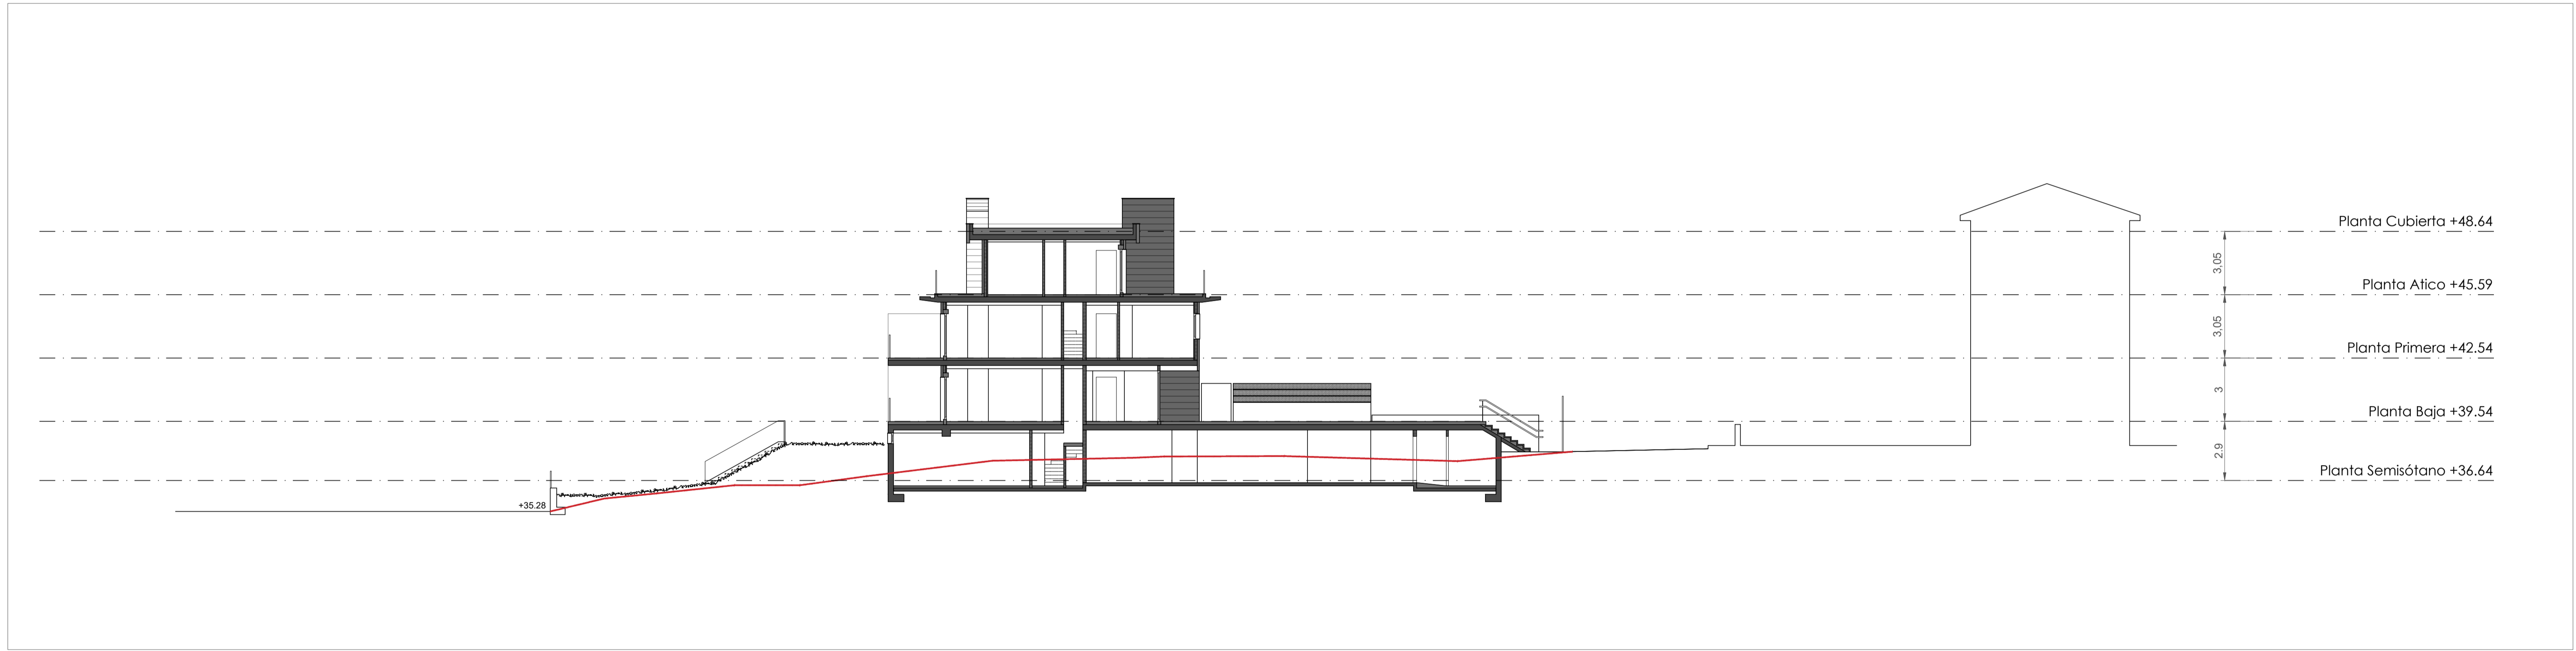 Planta Cubierta +48.64
3,05
Planta Atico +45.59
3,05
Planta Primera +42.54
3
Planta Baja +39.54
2.9
Planta Semisótano +36.64
+35.28